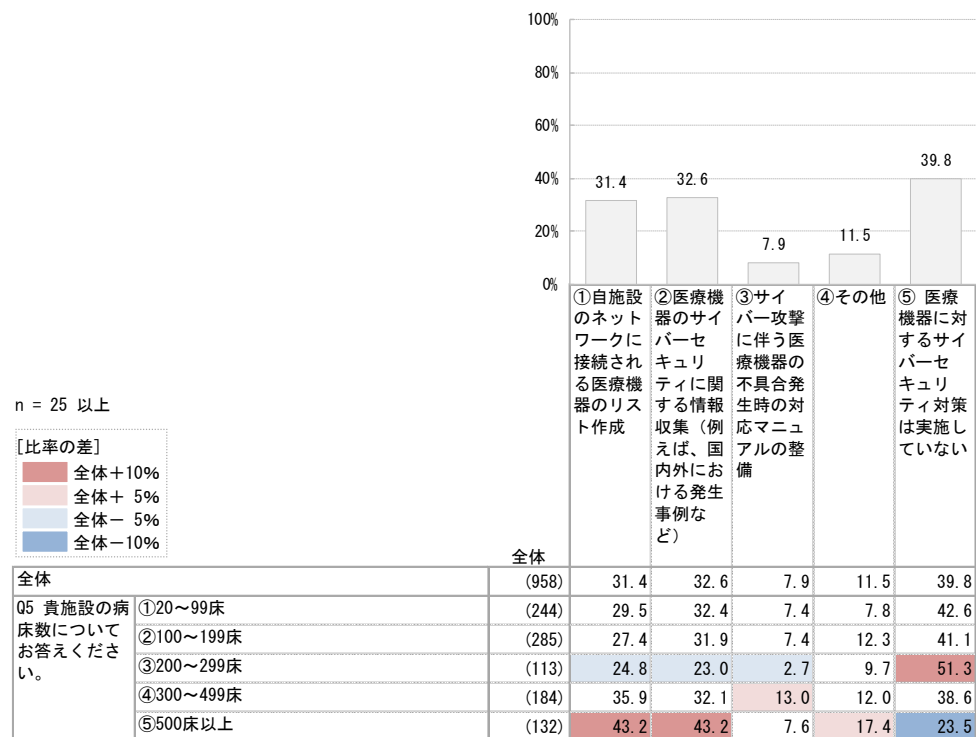 100%
80%
60%
40%
20%
0%
31.4
32.6
7.9
11.5
39.8
①自施設
のネット
ワークに
接続され
る医療機
器のリス
ト作成
②医療機
器のサイ
バーセ
キュリ
ティに関
する情報
収集（例
えば、国
内外にお
ける発生
事例な
ど）
③サイ
バー攻撃
に伴う医
療機器の
不具合発
生時の対
応マニュ
アルの整
備
④その他
⑤ 医療
機器に対
するサイ
バーセ
キュリ
ティ対策
は実施し
ていない
n = 25 以上
[比率の差]
全体＋10%
全体＋ 5%
全体－ 5%
全体－10%
全体
全体 (958) 31.4 32.6 7.9 11.5 39.8
Q5 貴施設の病
床数について
お答えくださ
い。
①20～99床 (244) 29.5 32.4 7.4 7.8 42.6
②100～199床 (285) 27.4 31.9 7.4 12.3 41.1
③200～299床 (113) 24.8 23.0 2.7 9.7 51.3
④300～499床 (184) 35.9 32.1 13.0 12.0 38.6
⑤500床以上 (132) 43.2 43.2 7.6 17.4 23.5